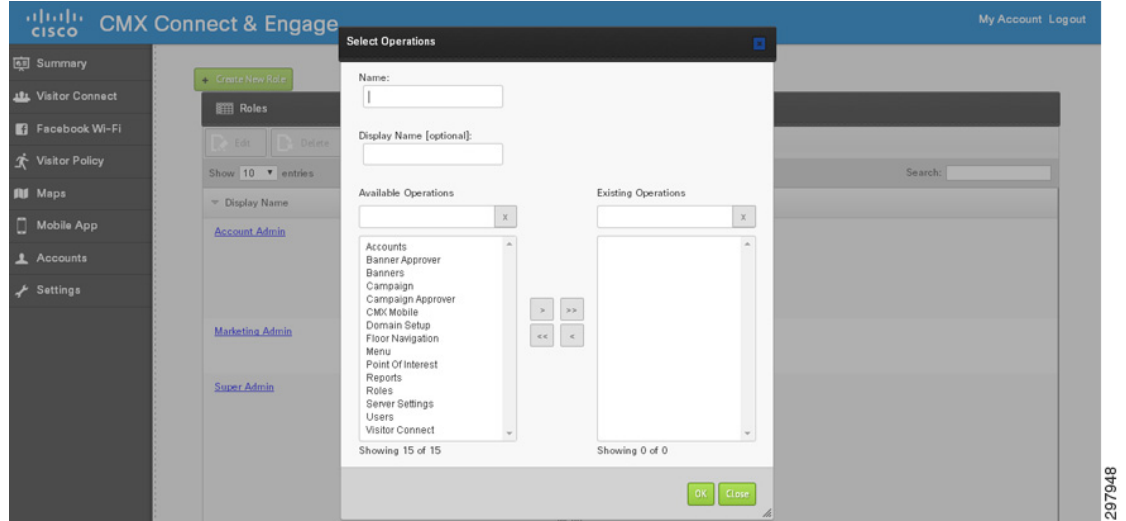 CISCO CMX Connect & Engage
My Account Logout
Summary
Visitor Connect
Facebook Wi-Fi
Visitor Policy
Maps
Mobile App
Accounts
Settings
+ Create New Role
Roles
Edit Delete
Show 10 entries
Search:
Display Name
Account Admin
Marketing Admin
Super Admin
Select Operations
x
Name:
Display Name [optional]:
Available Operations
Existing Operations
x
x
Accounts
Banner Approver
Banners
Campaign
Campaign Approver
CMX Mobile
Domain Setup
Floor Navigation
Menu
Point Of Interest
Reports
Roles
Server Settings
Users
Visitor Connect
> >>
<< <
Showing 15 of 15
Showing 0 of 0
OK Close
297948